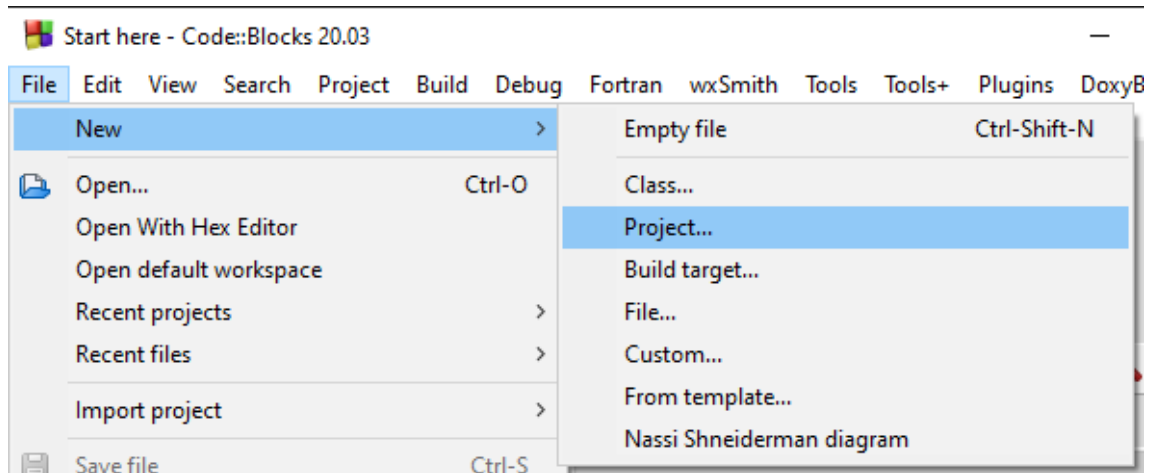 Start here - Code::Blocks 20.03
File Edit View Search Project Build Debug Fortran wxSmith Tools Tools+ Plugins DoxyB
New >
Open... Ctrl-O
Open With Hex Editor
Open default workspace
Recent projects >
Recent files >
Import project >
Save file Ctrl-S
Empty file Ctrl-Shift-N
Class...
Project...
Build target...
File...
Custom...
From template...
Nassi Shneiderman diagram